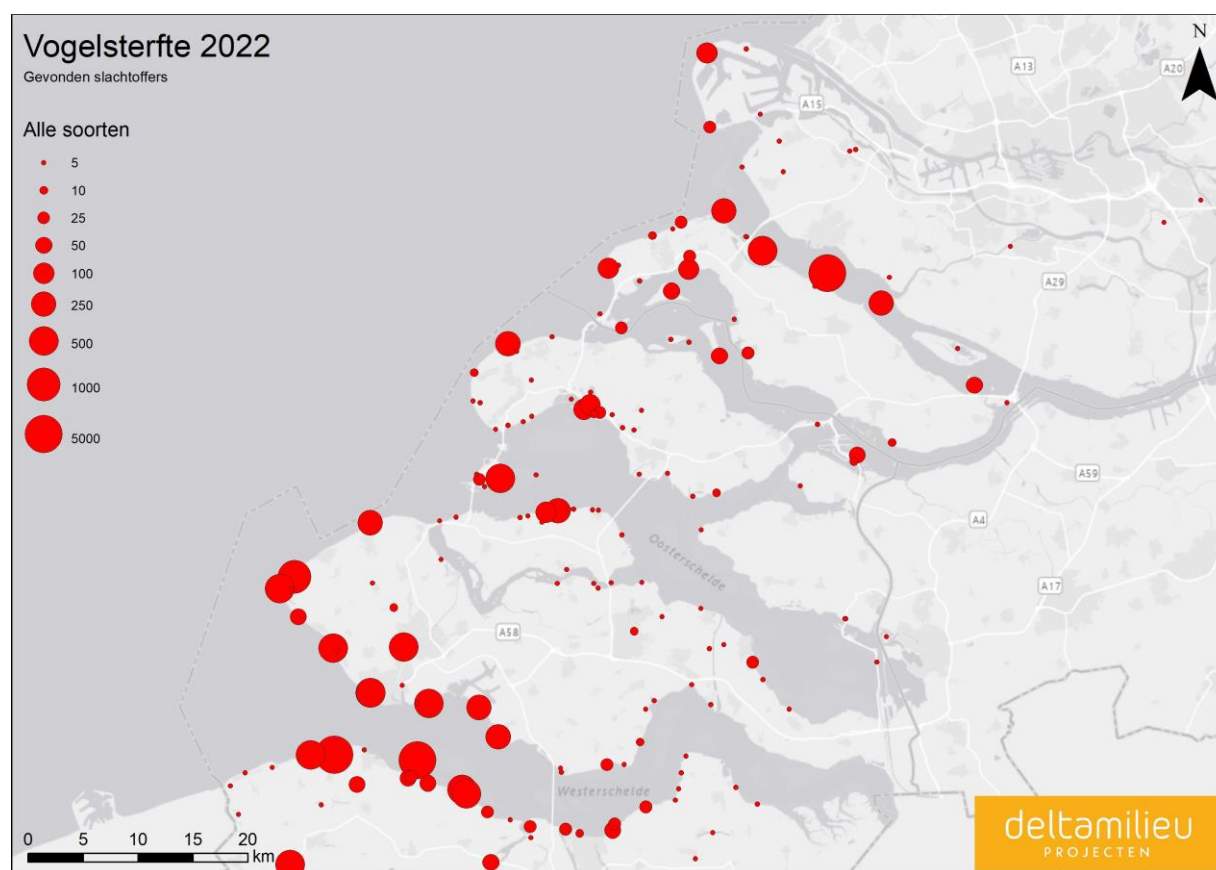 Vogelsterfte 2022
Gevonden slachtoffers
Alle soorten
5
10
25
50
100
250
500
1000
5000
N
A13
A20
A15
A29
A59
A4
A17
A58
Oosterschelde
Westerschelde
0 5 10 15 20
km
deltamilieu
PROJECTEN